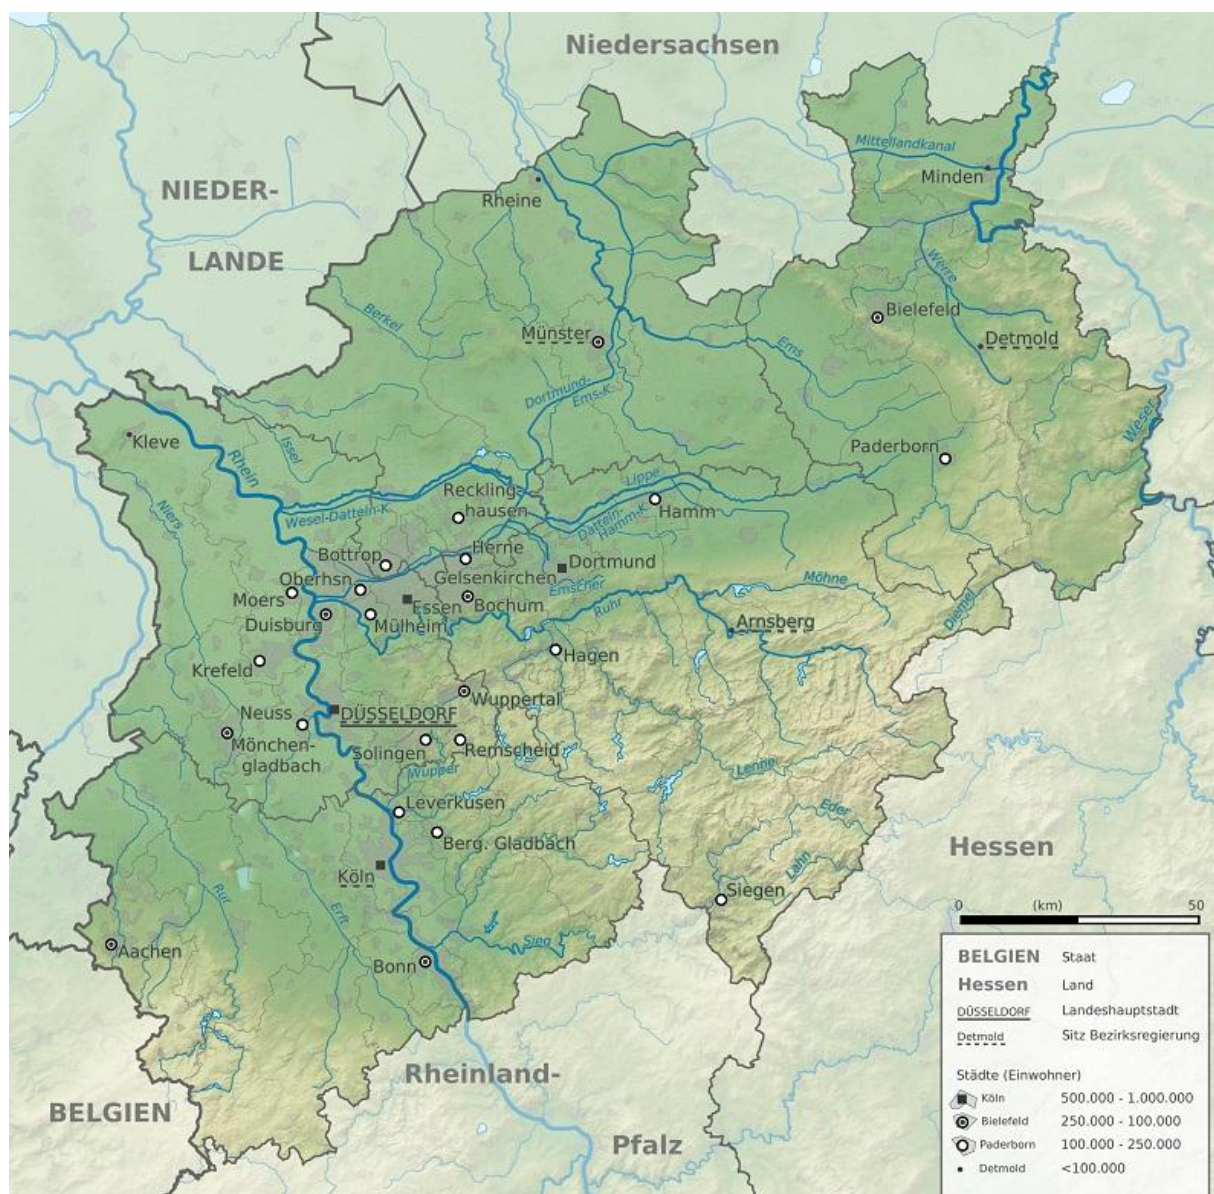 Niedersachsen
Mittellandkanal
Minden
NIEDER-
Rheine
LANDE
Werre
Berkel
Bielefeld
Münster
Ems
Detmold
Dortmund-
Ems-K.
Weser
Kleve
Issel
Rhein
Paderborn
Niers
Lippe
Reckling-
hausen
Wesel-Datteln-K
Hamm
Datteln-
Hamm-K.
Bottrop
Herne
Dortmund
Oberhsn.
Gelsenkirchen
Emscher
Möhne
Moers
Essen
Bochum
Ruhr
Diemel
Duisburg
Mülheim
Arnsberg
Krefeld
Hagen
Wuppertal
Neuss
DÜSSELDORF
Mönchen-
gladbach
Solingen
Remscheid
Wupper
Lenne
Leverkusen
Eder
Berg. Gladbach
Hessen
Köln
Lahn
Rur
Erft
Siegen
0 (km) 50
Aachen
Sieg
Bonn
Rheinland-
Pfalz
BELGIEN
BELGIEN Staat
Hessen Land
DÜSSELDORF Landeshauptstadt
Detmold Sitz Bezirksregierung
Städte (Einwohner)
Köln 500.000 - 1.000.000
Bielefeld 250.000 - 100.000
Paderborn 100.000 - 250.000
Detmold <100.000